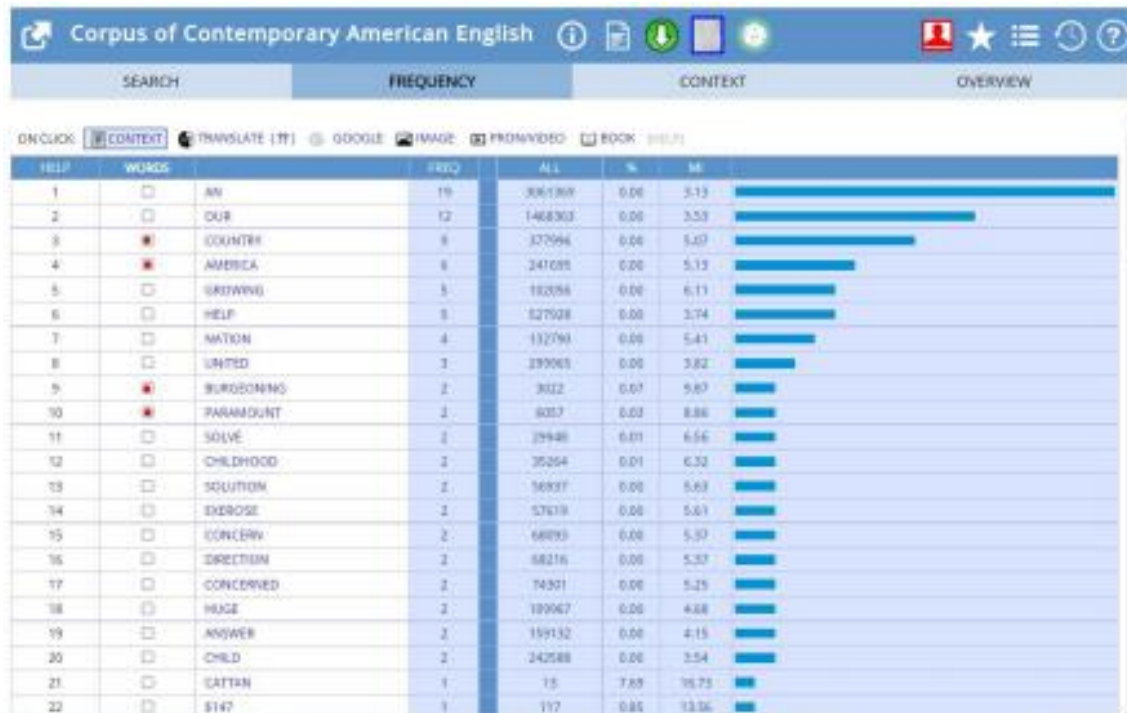 Corpus of Contemporary American English
SEARCH FREQUENCY CONTEXT OVERVIEW
ON CLICK: CONTEXT TRANSLATE GOOGLE IMAGE PRON/VIDEO BOOK
HELP WORDS FREQ ALL % MI
1 AN 19 3061369 0.00 3.13
2 OUR 12 1468363 0.00 3.53
3 COUNTRY 9 377996 0.00 5.07
4 AMERICA 6 0.00 5.13
5 GROWING 5 102056 0.00 6.11
6 HELP 5 527928 0.00 3.74
7 NATION 4 132790 0.00 5.41
8 UNITED 3 299065 0.00 3.82
9 BURGEONING 2 3022 0.07 9.87
10 PARAMOUNT 2 6057 0.03 8.86
11 SOLVE 2 29948 0.01 6.56
12 CHILDHOOD 2 35264 0.01 6.32
13 SOLUTION 2 56937 0.00 5.63
14 EXERCISE 2 57619 0.00 5.61
15 CONCERN 2 68093 0.00 5.37
16 DIRECTION 2 68216 0.00 5.37
17 CONCERNED 2 74301 0.00 5.25
18 HUGE 2 109967 0.00 4.68
19 ANSWER 2 159132 0.00 4.15
20 CHILD 2 242588 0.00 3.54
21 CATTAN 1 13 7.69 16.73
22 $147 1 117 0.85 13.56